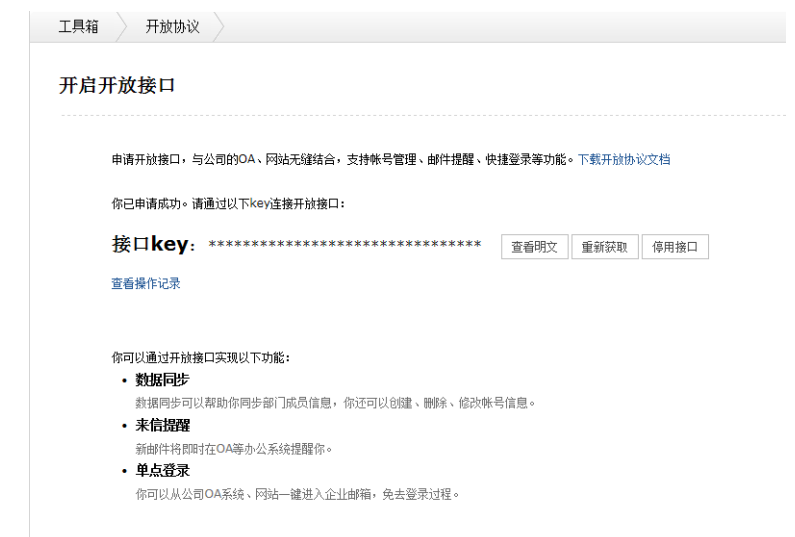 工具箱 开放协议
开启开放接口
申请开放接口，与公司的OA、网站无缝结合，支持帐号管理、邮件提醒、快捷登录等功能。下载开放协议文档
你已申请成功。请通过以下key连接开放接口：
接口key： ******************************** 查看明文 重新获取 停用接口
查看操作记录
你可以通过开放接口实现以下功能：
• 数据同步
数据同步可以帮助你同步部门成员信息，你还可以创建、删除、修改帐号信息。
• 来信提醒
新邮件将即时在OA等办公系统提醒你。
• 单点登录
你可以从公司OA系统、网站一键进入企业邮箱，免去登录过程。